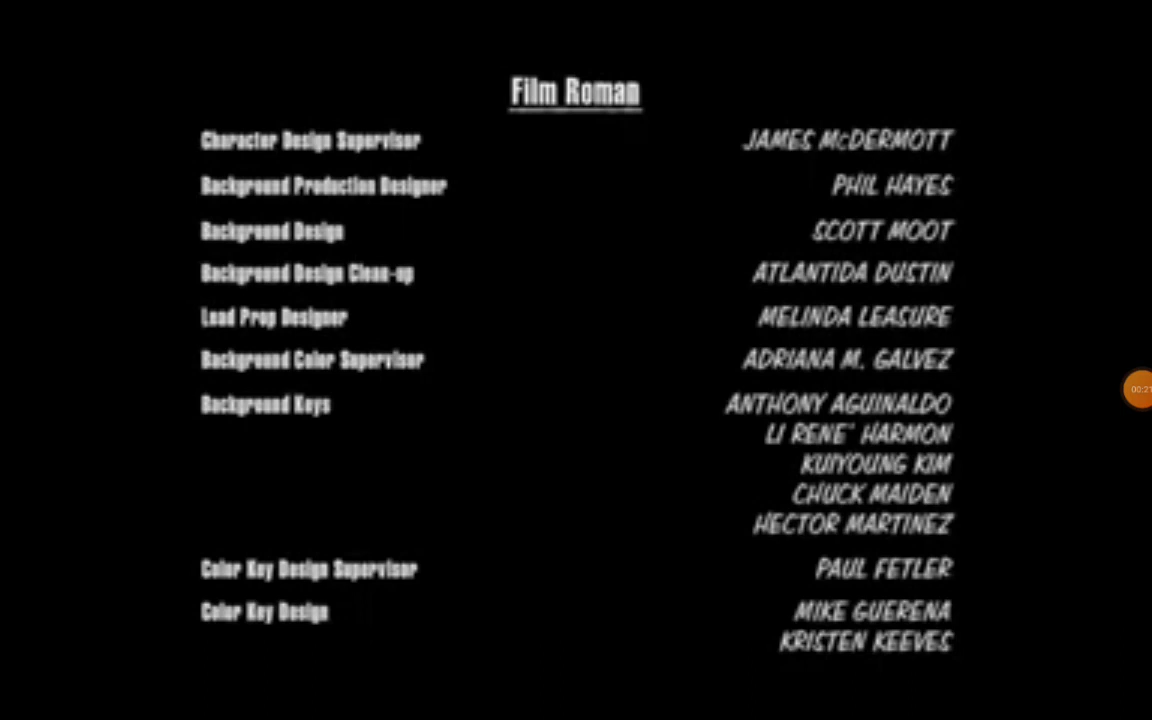 Film Roman
Character Design Supervisor JAMES McDERMOTT
Background Production Designer PHIL HAYES
Background Design SCOTT MOOT
Background Design Clean-up ATLANTIDA DUSTIN
Lead Prop Designer MELINDA LEASURE
Background Color Supervisor ADRIANA M. GALVEZ
Background Keys ANTHONY AGUINALDO
LI RENE' HARMON
KUIYOUNG KIM
CHUCK MAIDEN
HECTOR MARTINEZ
Color Key Design Supervisor PAUL FETLER
Color Key Design MIKE GUERENA
KRISTEN KEEVES